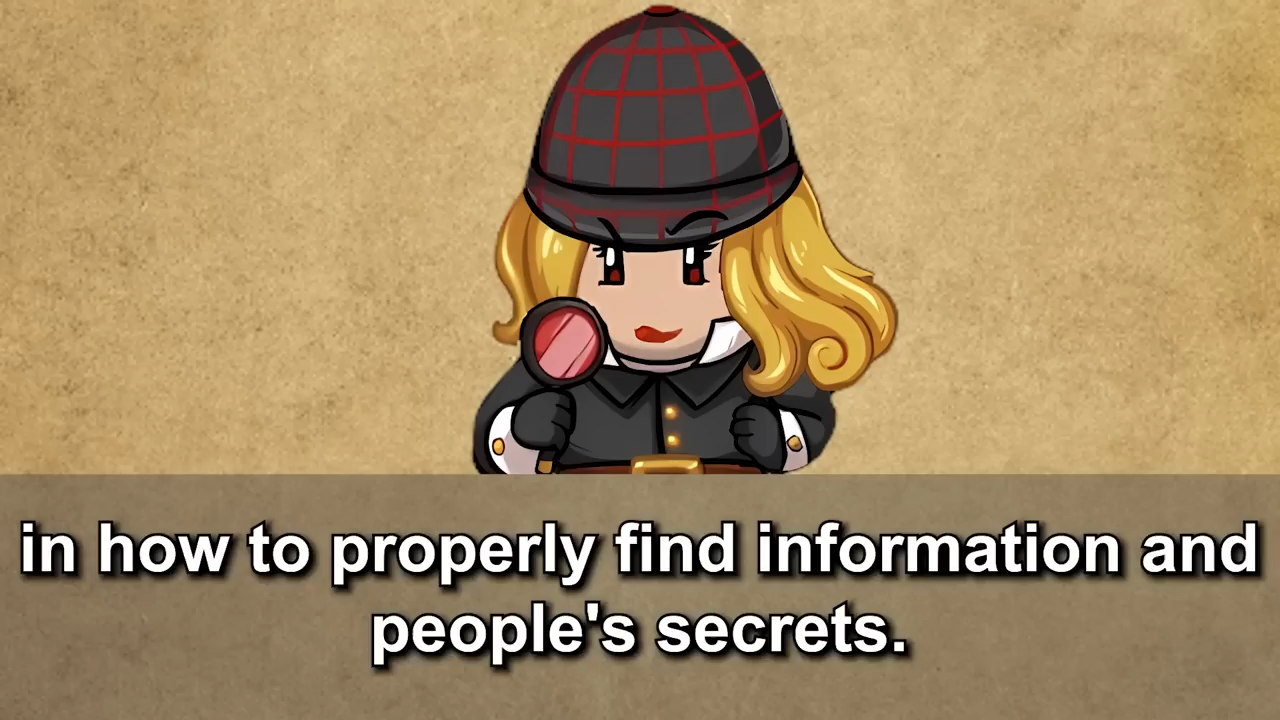 in how to properly find information and
people's secrets.